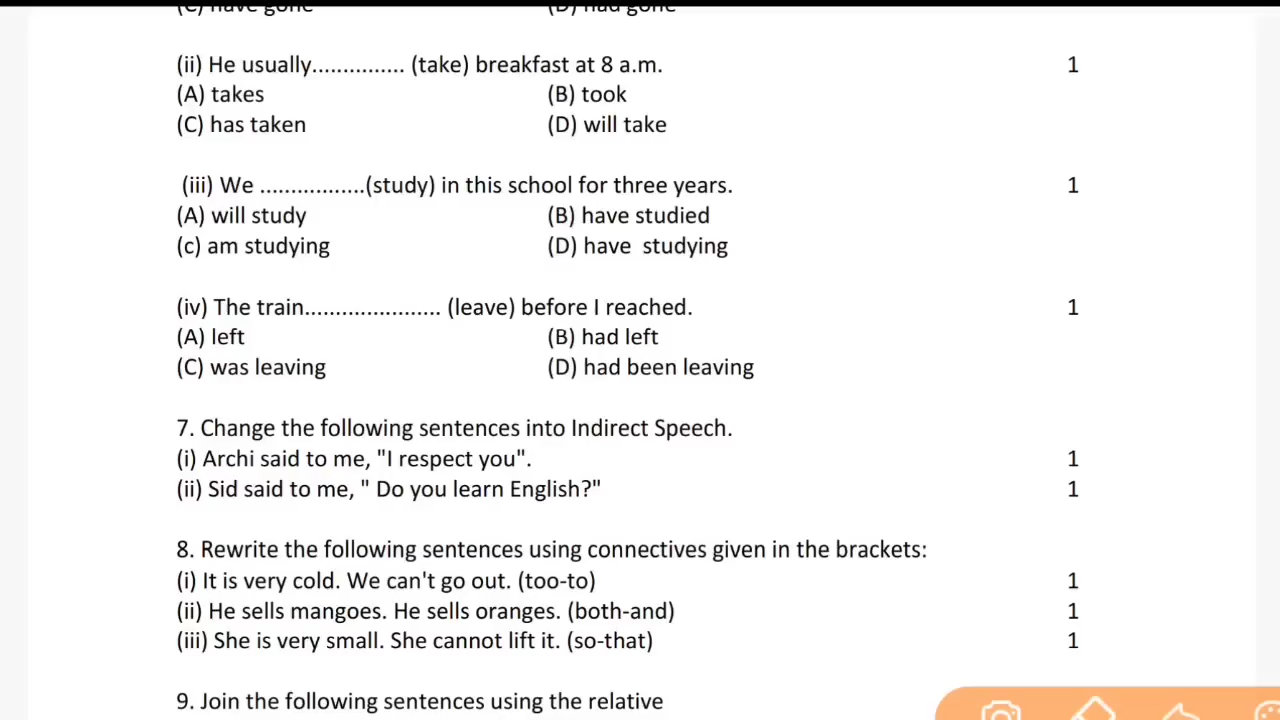 (C) have gone (D) had gone
(ii) He usually............... (take) breakfast at 8 a.m. 1
(A) takes (B) took
(C) has taken (D) will take
(iii) We .................(study) in this school for three years. 1
(A) will study (B) have studied
(c) am studying (D) have  studying
(iv) The train...................... (leave) before I reached. 1
(A) left (B) had left
(C) was leaving (D) had been leaving
7. Change the following sentences into Indirect Speech.
(i) Archi said to me, "I respect you". 1
(ii) Sid said to me, " Do you learn English?" 1
8. Rewrite the following sentences using connectives given in the brackets:
(i) It is very cold. We can't go out. (too-to) 1
(ii) He sells mangoes. He sells oranges. (both-and) 1
(iii) She is very small. She cannot lift it. (so-that) 1
9. Join the following sentences using the relative